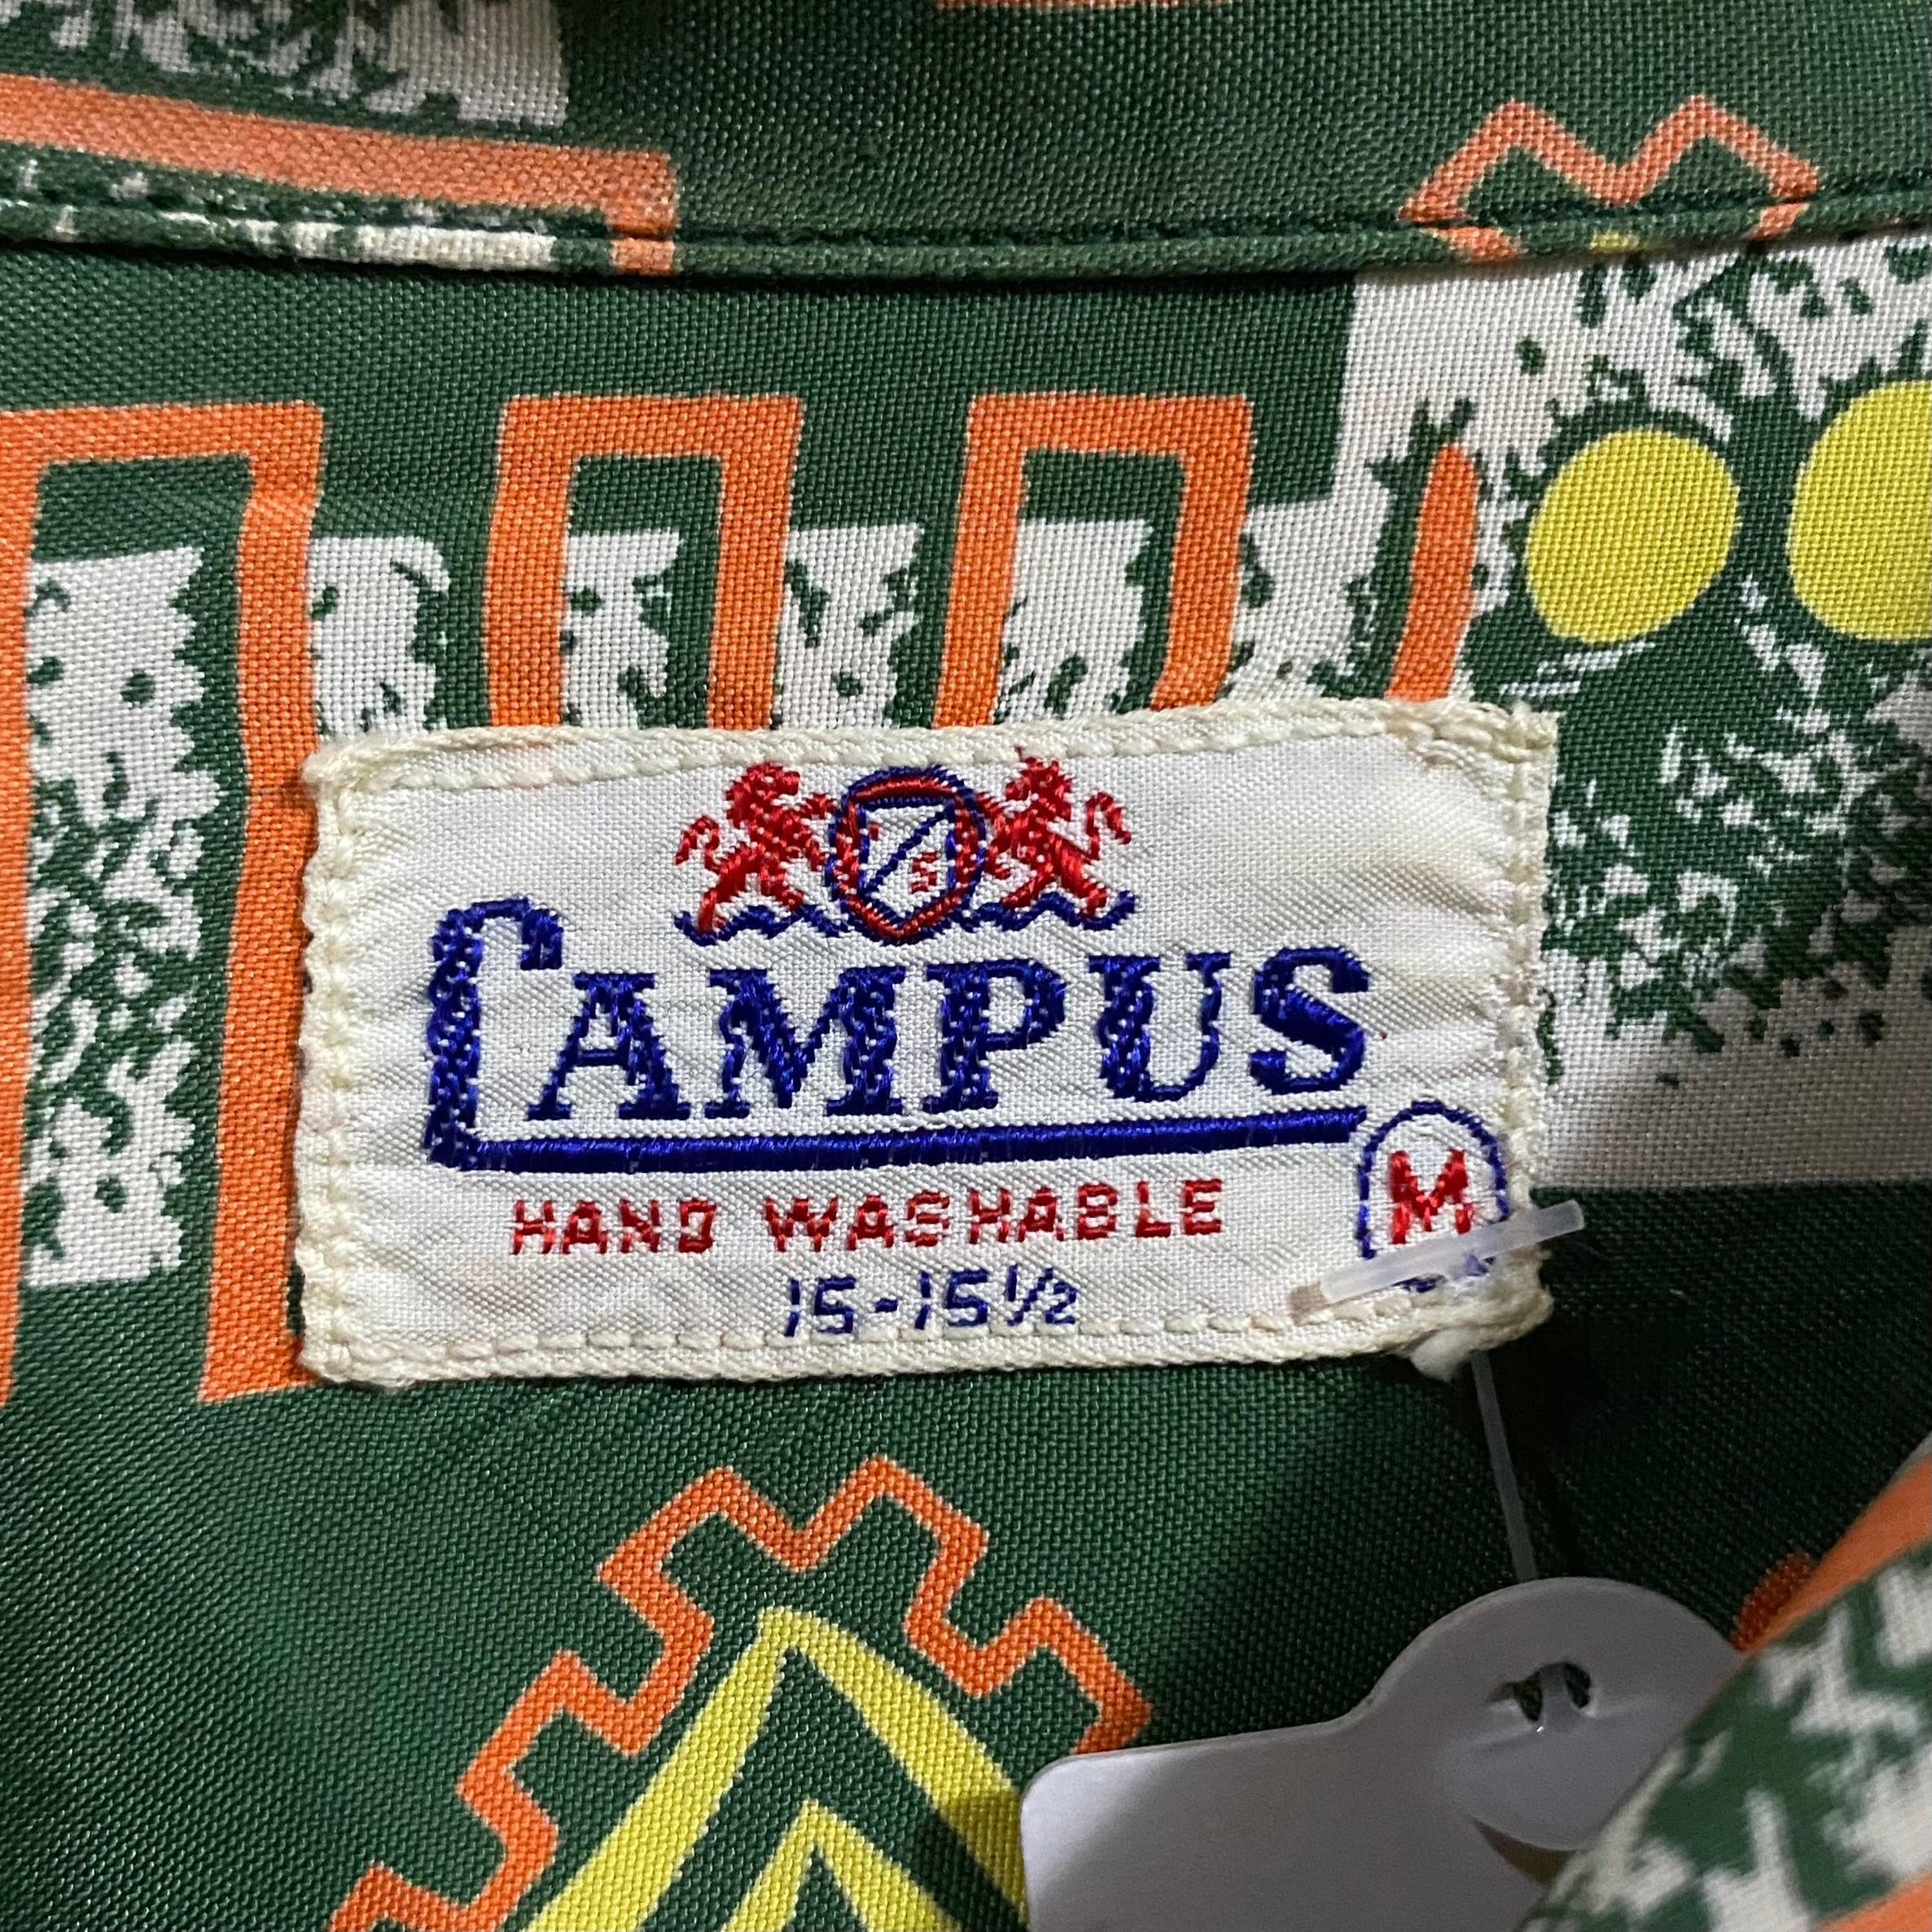 S
CAMPUS
M
HAND WASHABLE
15-15½